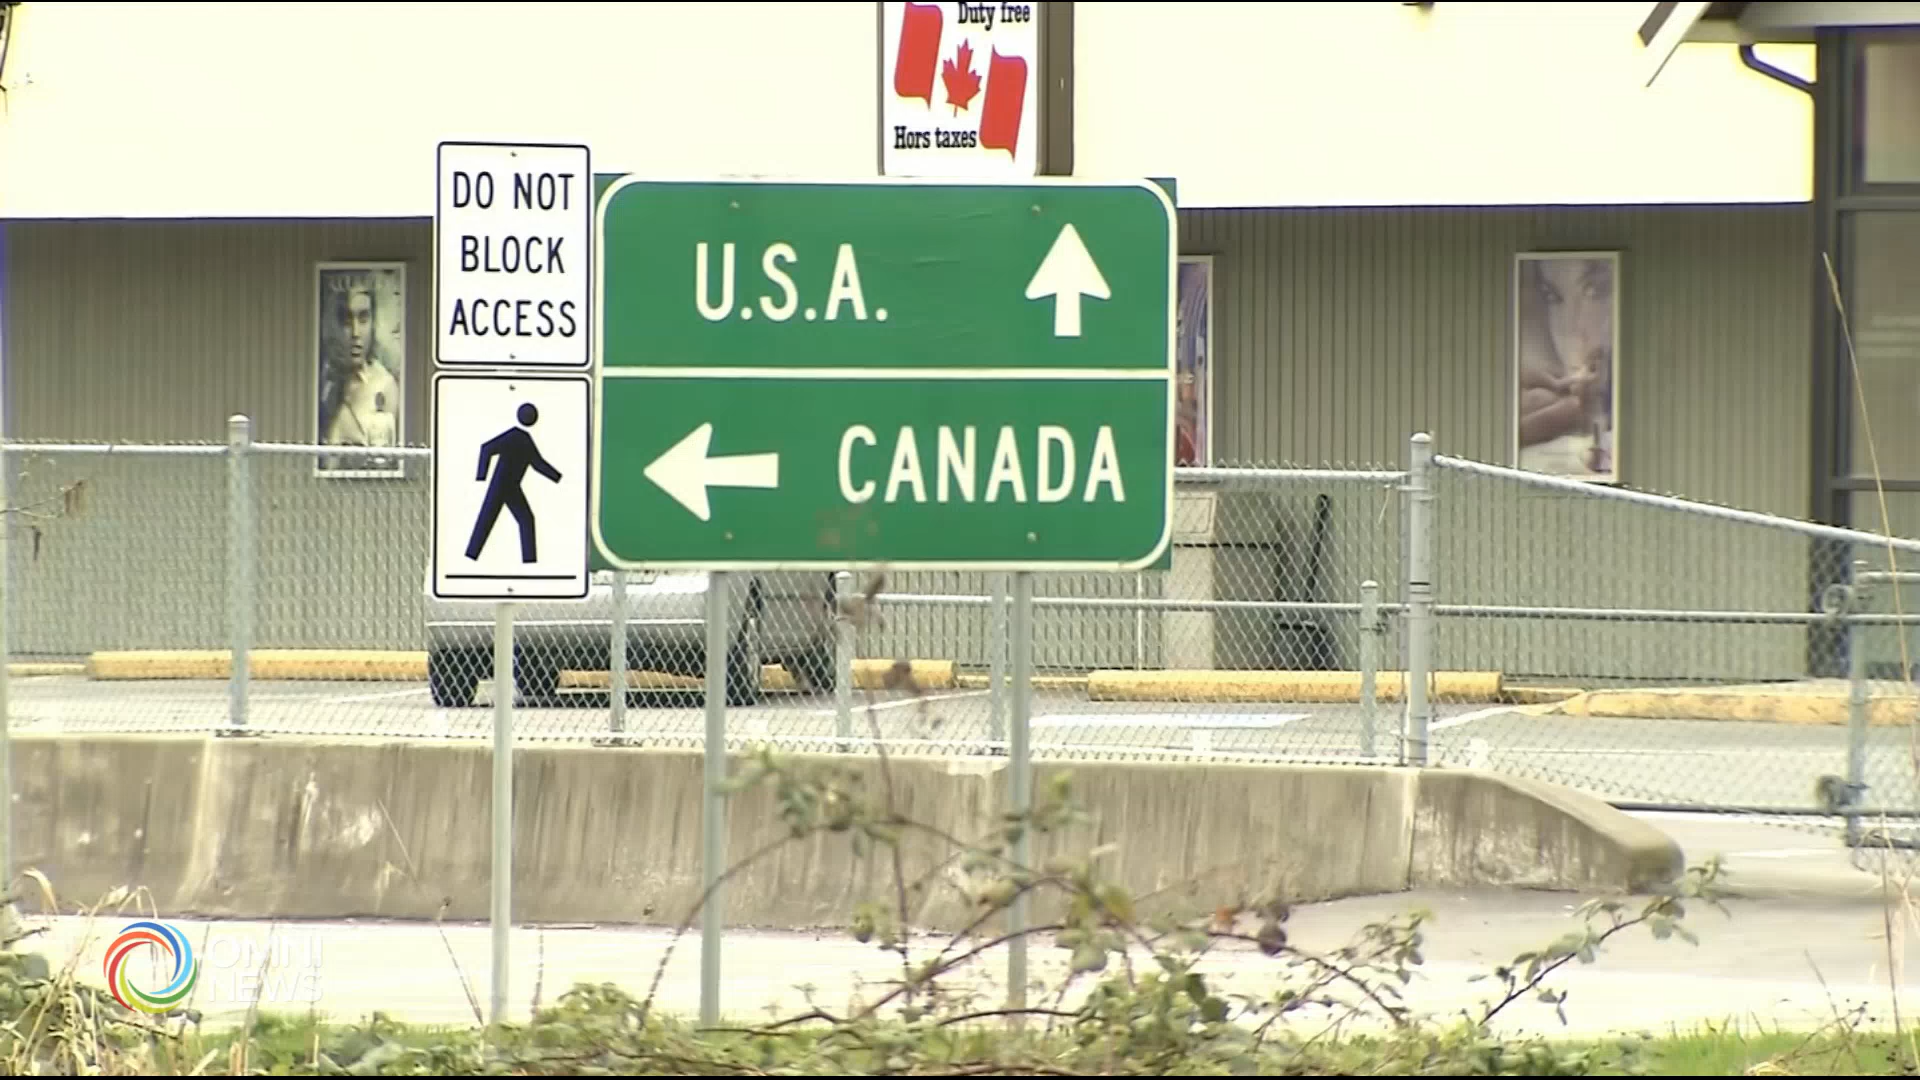 Duty free
Hors taxes
DO NOT
BLOCK
ACCESS
U.S.A.
CANADA
OMNI
NEWS